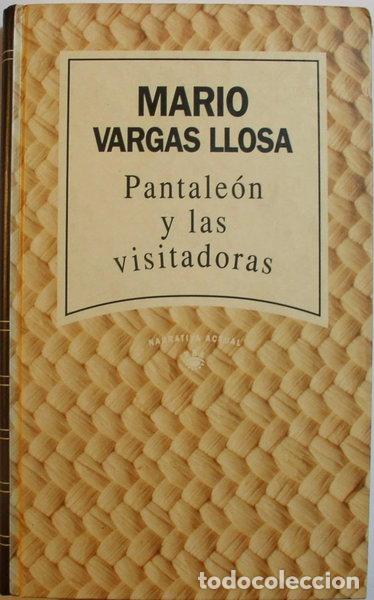 MARIO
VARGAS LLOSA
Pantaleón
y las
visitadoras
NARRATIVA ACTUAL
todocoleccion